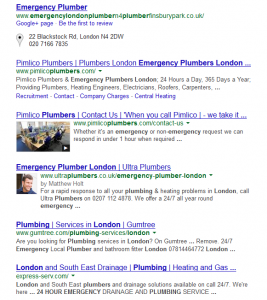 Emergency Plumber
www.emergencylondonplumbern4plumberfinsburypark.co.uk/
Google+ page Be the first to review
22 Blackstock Rd, London N4 2DW
020 7166 7835
Pimlico Plumbers | Plumbers London Emergency Plumbers London ...
www.pimlicoplumbers.com/
Pimlico Plumbers & Emergency Plumbers London: 24 Hours a Day, 365 Days a Year.
Providing Plumbers, Heating Engineers, Electricians, Roofers, Carpenters, ...
Recruitment - Contact - Company Charges - Central Heating
Pimlico Plumbers | Contact Us | "When you call Pimlico | - we take it ...
www.pimlicoplumbers.com/contact-us
Whether it's an emergency or non-emergency request we can
respond in under 1 hour when required ...
Emergency Plumber London | Ultra Plumbers
www.ultraplumbers.co.uk/emergency-plumber-london
by Matthew Holt
For a rapid response to all your plumbing & heating problems in London, call
Ultra Plumbers on 0207 112 4878. We offer a 24/7 all year round
emergency ...
Plumbing | Services in London | Gumtree
www.gumtree.com/plumbing-services/london
Are you looking for Plumbing services in London? On Gumtree ... Remove. 24/7
Emergency Local Plumber and bathroom fitter London 07814464772 London ...
London and South East Drainage | Plumbing | Heating and Gas ...
express-serv.com/
London and South East plumbers and drainage solutions available on call 24/7. We're
here ... 24 HOUR EMERGENCY DRAINAGE AND PLUMBING SERVICE ...